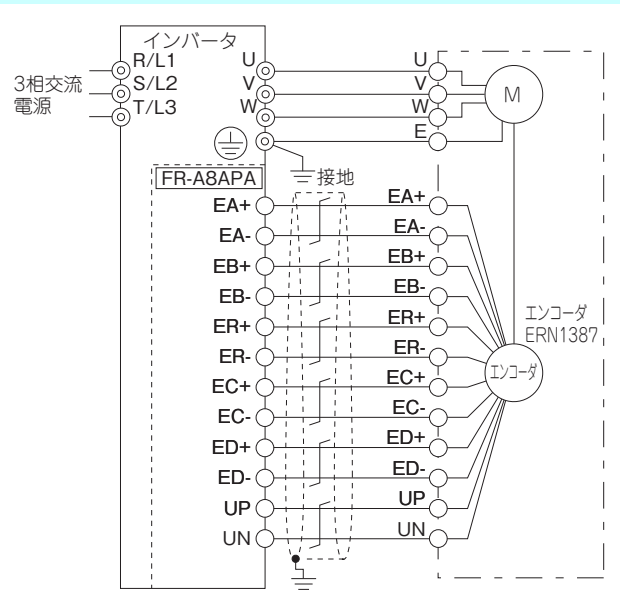 インバータ
3相交流
電源
R/L1
S/L2
T/L3
U
V
W
U
V
W
E
M
接地
FR-A8APA
EA+
EA-
EB+
EB-
ER+
ER-
EC+
EC-
ED+
ED-
UP
UN
EA+
EA-
EB+
EB-
ER+
ER-
EC+
EC-
ED+
ED-
UP
UN
エンコーダ
ERN1387
エンコーダ